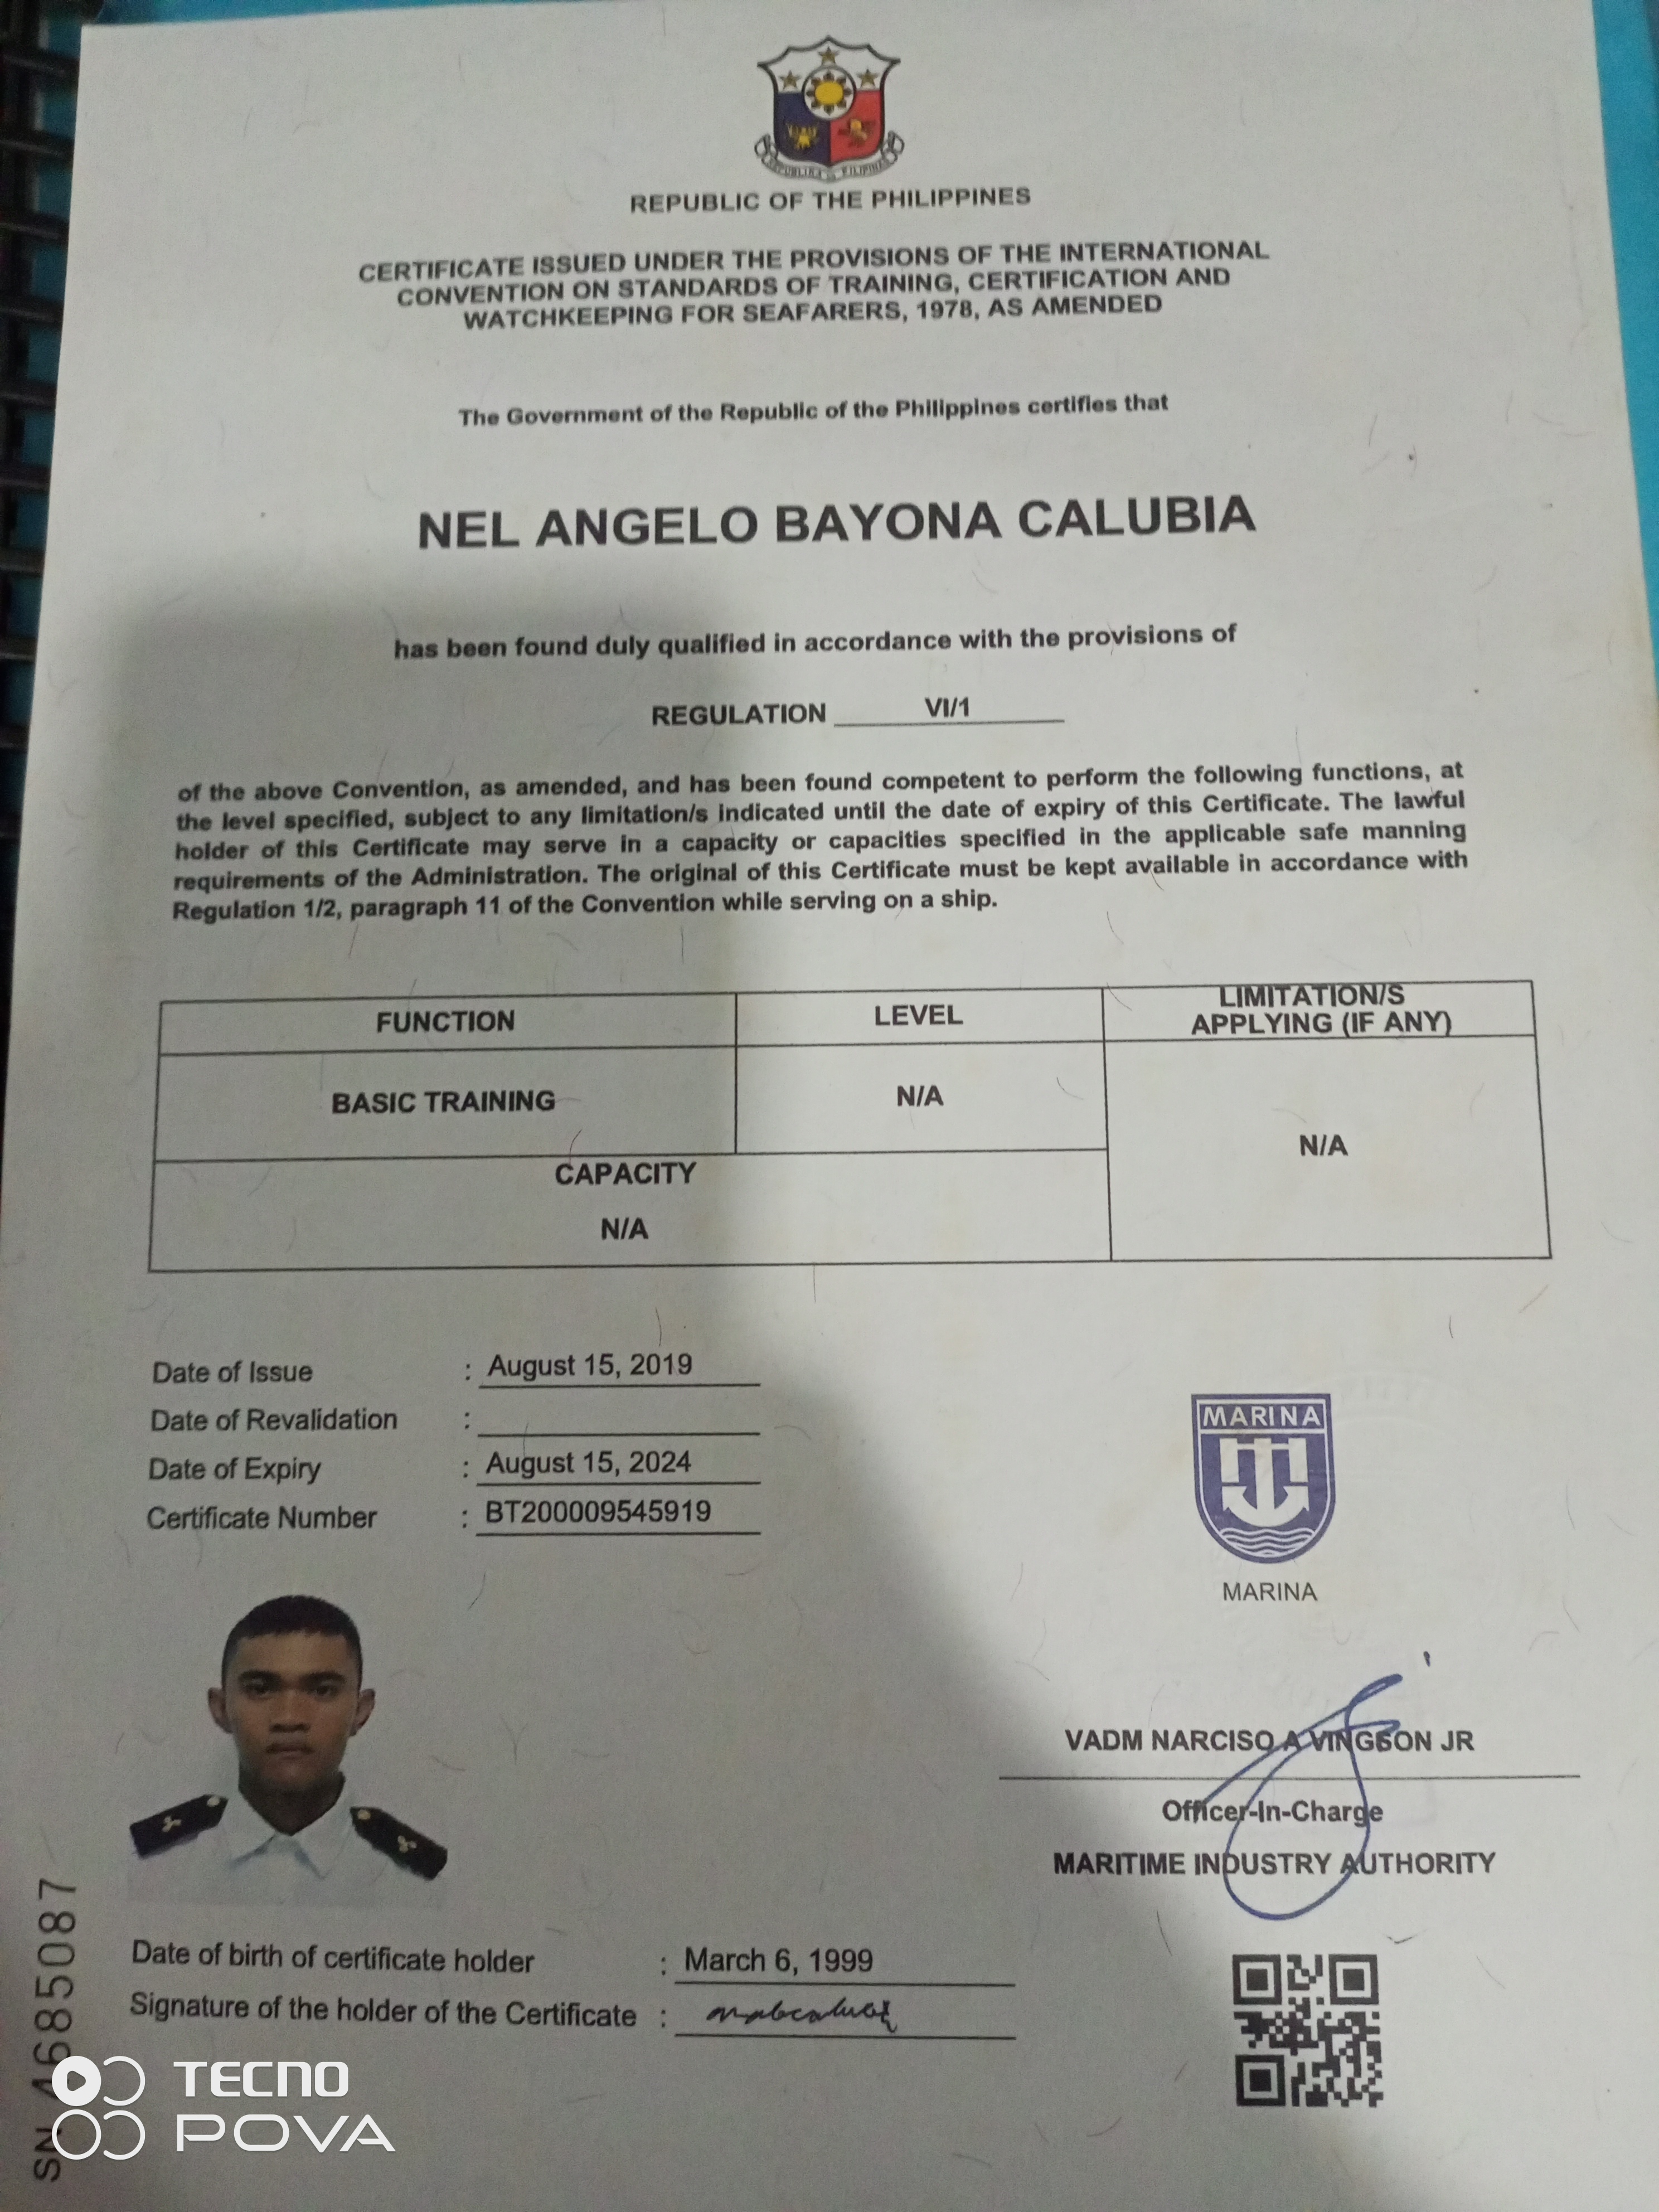 REPUBLIKA NG PILIPINAS
REPUBLIC OF THE PHILIPPINES
CERTIFICATE ISSUED UNDER THE PROVISIONS OF THE INTERNATIONAL
CONVENTION ON STANDARDS OF TRAINING, CERTIFICATION AND
WATCHKEEPING FOR SEAFARERS, 1978, AS AMENDED
The Government of the Republic of the Philippines certifies that
NEL ANGELO BAYONA CALUBIA
has been found duly qualified in accordance with the provisions of
REGULATION VI/1
of the above Convention, as amended, and has been found competent to perform the following functions, at
the level specified, subject to any limitation/s indicated until the date of expiry of this Certificate. The lawful
holder of this Certificate may serve in a capacity or capacities specified in the applicable safe manning
requirements of the Administration. The original of this Certificate must be kept available in accordance with
Regulation 1/2, paragraph 11 of the Convention while serving on a ship.
FUNCTION LEVEL LIMITATION/S
APPLYING (IF ANY)
BASIC TRAINING N/A N/A
CAPACITY
N/A
Date of Issue : August 15, 2019
Date of Revalidation :
Date of Expiry : August 15, 2024
Certificate Number : BT200009545919
MARINA
MARINA
VADM NARCISO A VINGSON JR
Officer-In-Charge
MARITIME INDUSTRY AUTHORITY
Date of birth of certificate holder : March 6, 1999
Signature of the holder of the Certificate :
SN 4685087
TECNO
POVA